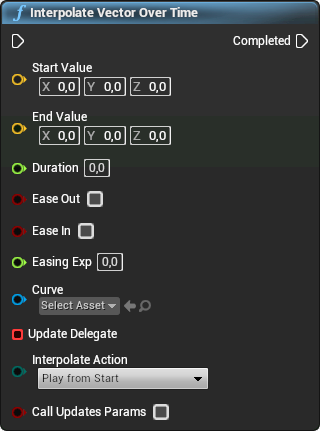 f Interpolate Vector Over Time
Completed
Start Value
X 0,0 Y 0,0 Z 0,0
End Value
X 0,0 Y 0,0 Z 0,0
Duration 0,0
Ease Out
Ease In
Easing Exp 0,0
Curve
Select Asset
Update Delegate
Interpolate Action
Play from Start
Call Updates Params